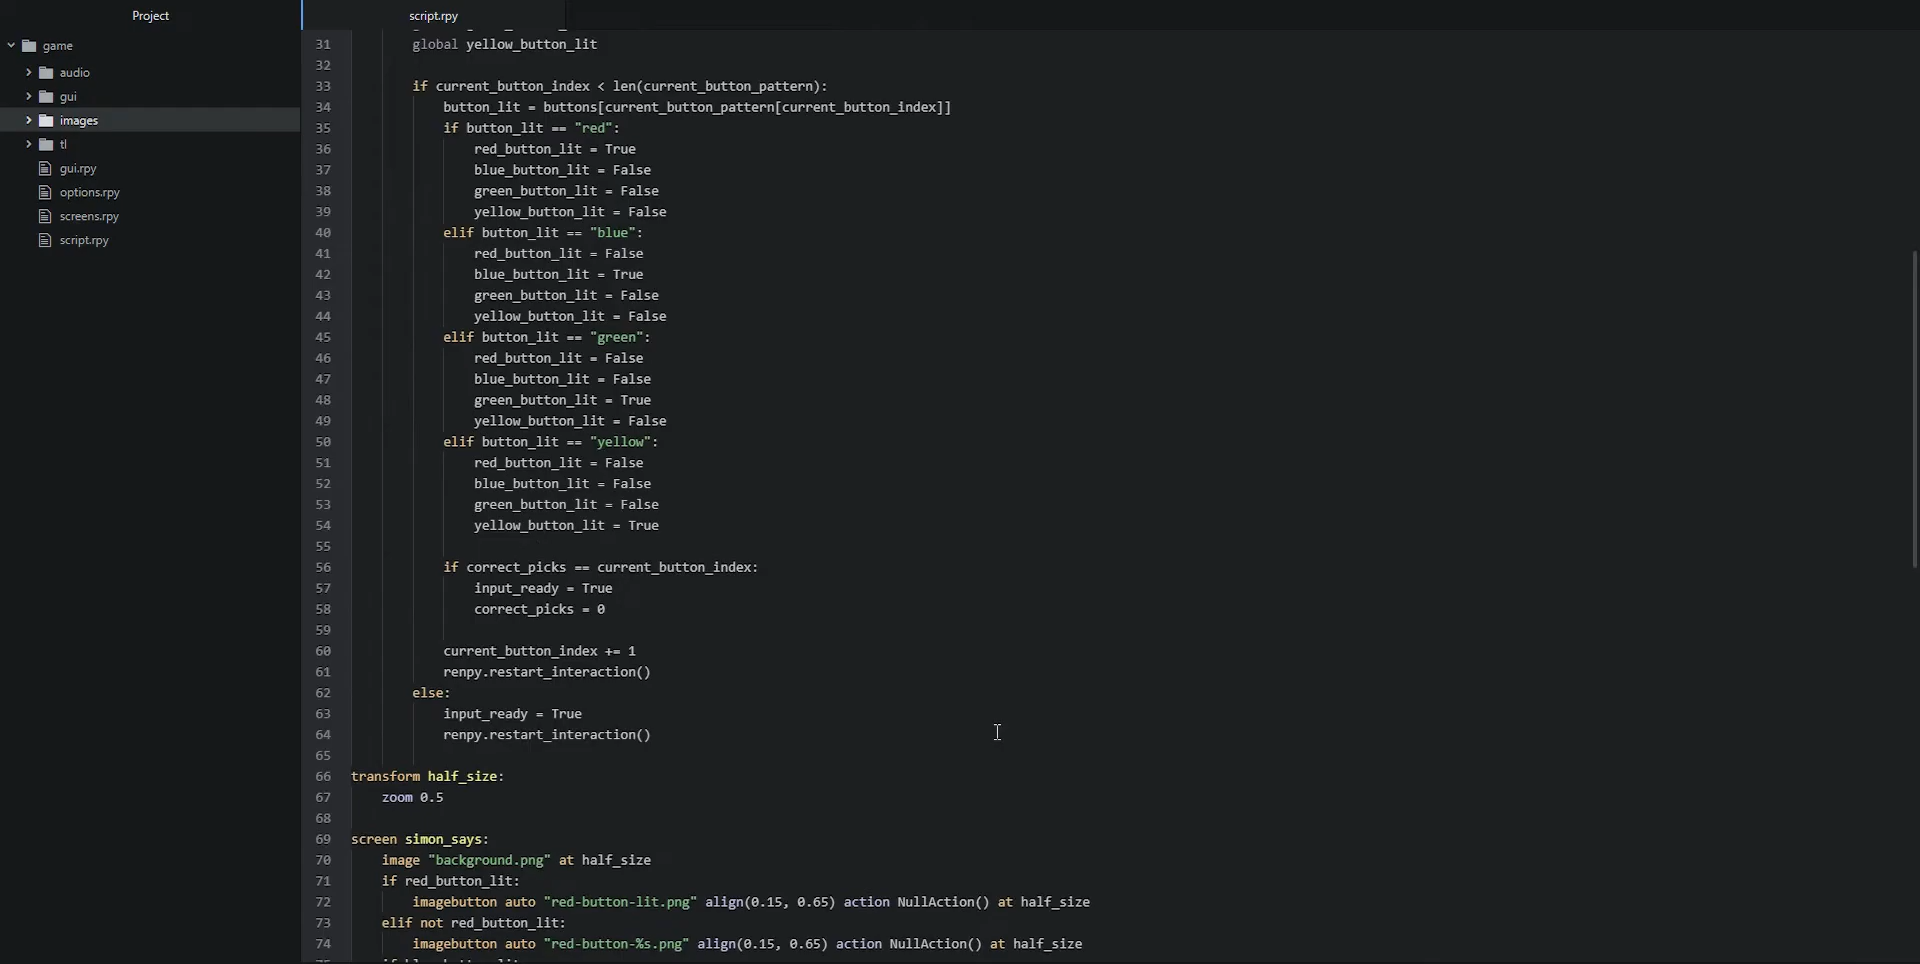 Project
script.rpy
game
audio
gui
images
tl
gui.rpy
options.rpy
screens.rpy
script.rpy
31 global yellow_button_lit
32
33 if current_button_index < len(current_button_pattern):
34 button_lit = buttons[current_button_pattern[current_button_index]]
35 if button_lit == "red":
36 red_button_lit = True
37 blue_button_lit = False
38 green_button_lit = False
39 yellow_button_lit = False
40 elif button_lit == "blue":
41 red_button_lit = False
42 blue_button_lit = True
43 green_button_lit = False
44 yellow_button_lit = False
45 elif button_lit == "green":
46 red_button_lit = False
47 blue_button_lit = False
48 green_button_lit = True
49 yellow_button_lit = False
50 elif button_lit == "yellow":
51 red_button_lit = False
52 blue_button_lit = False
53 green_button_lit = False
54 yellow_button_lit = True
55
56 if correct_picks == current_button_index:
57 input_ready = True
58 correct_picks = 0
59
60 current_button_index += 1
61 renpy.restart_interaction()
62 else:
63 input_ready = True
64 renpy.restart_interaction()
65
66 transform half_size:
67 zoom 0.5
68
69 screen simon_says:
70 image "background.png" at half_size
71 if red_button_lit:
72 imagebutton auto "red-button-lit.png" align(0.15, 0.65) action NullAction() at half_size
73 elif not red_button_lit:
74 imagebutton auto "red-button-%s.png" align(0.15, 0.65) action NullAction() at half_size